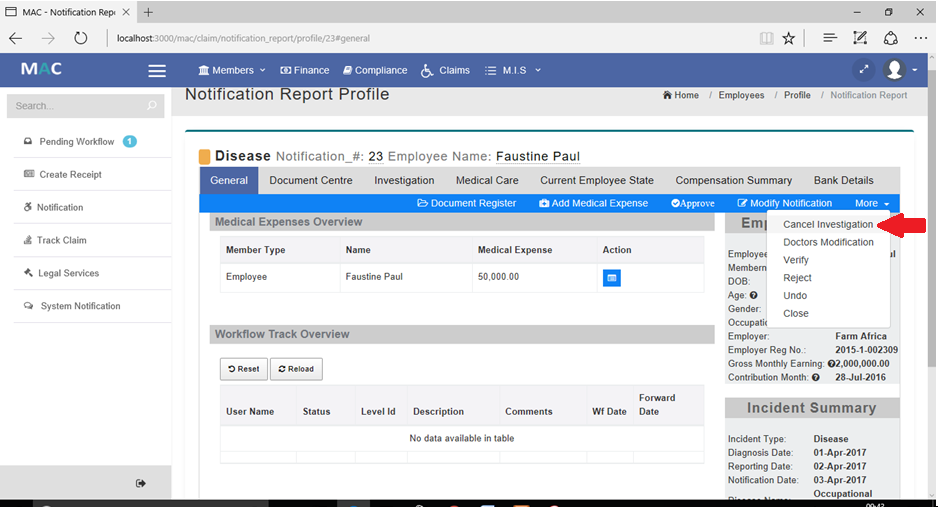 MAC - Notification Repo
localhost:3000/mac/claim/notification_report/profile/23#general
MAC
Members
Finance
Compliance
Claims
M.I.S
Search...
Notification Report Profile
Home / Employees / Profile / Notification Report
Pending Workflow 1
Create Receipt
Notification
Track Claim
Legal Services
System Notification
Disease Notification_#: 23 Employee Name: Faustine Paul
General Document Centre Investigation Medical Care Current Employee State Compensation Summary Bank Details
Document Register Add Medical Expense Approve Modify Notification More
Cancel Investigation
Doctors Modification
Verify
Reject
Undo
Close
Medical Expenses Overview
Member Type Name Medical Expense Action
Employee Faustine Paul 50,000.00
Workflow Track Overview
Reset Reload
User Name Status Level Id Description Comments Wf Date Forward Date
No data available in table
Emp
Employee
ul
Membern
DOB:
Age:
Gender:
Occupatio
Employer: Farm Africa
Employer Reg No.: 2015-1-002309
Gross Monthly Earning: 2,000,000.00
Contribution Month: 28-Jul-2016
Incident Summary
Incident Type: Disease
Diagnosis Date: 01-Apr-2017
Reporting Date: 02-Apr-2017
Notification Date: 03-Apr-2017
Disease Name: Occupational